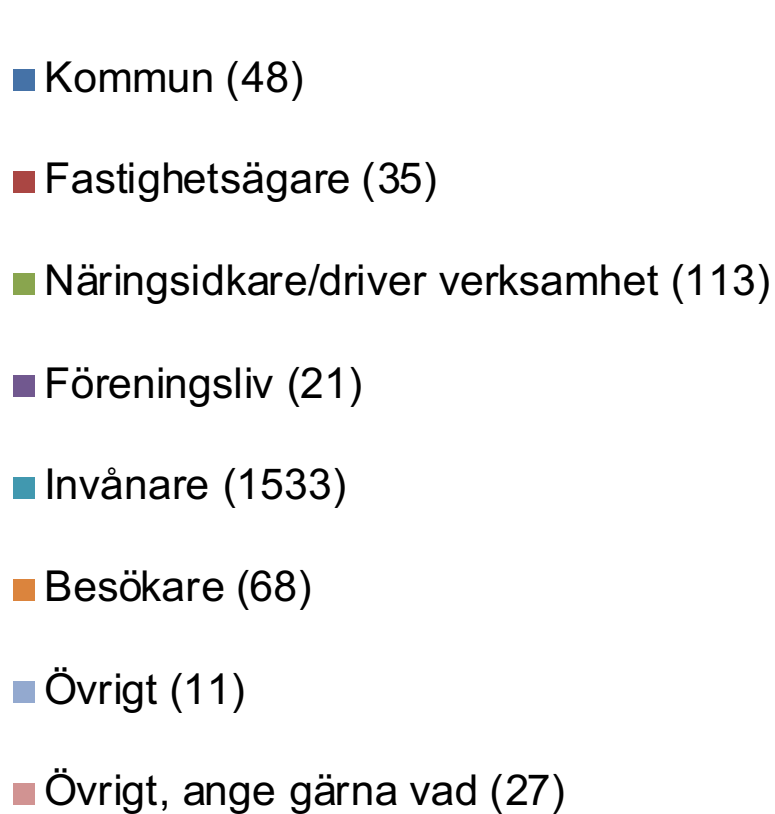 Kommun (48)
Fastighetsägare (35)
Näringsidkare/driver verksamhet (113)
Föreningsliv (21)
Invånare (1533)
Besökare (68)
Övrigt (11)
Övrigt, ange gärna vad (27)